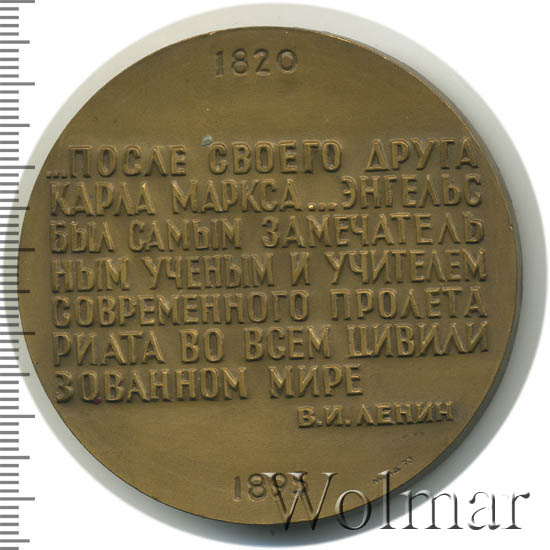 1820
...ПОСЛЕ СВОЕГО ДРУГА
КАРЛА МАРКСА... ЭНГЕЛЬС
БЫЛ САМЫМ ЗАМЕЧАТЕЛЬ
НЫМ УЧЕНЫМ И УЧИТЕЛЕМ
СОВРЕМЕННОГО ПРОЛЕТА
РИАТА ВО ВСЕМ ЦИВИЛИ
ЗОВАННОМ МИРЕ
В.И. ЛЕНИН
1895
Wolmar